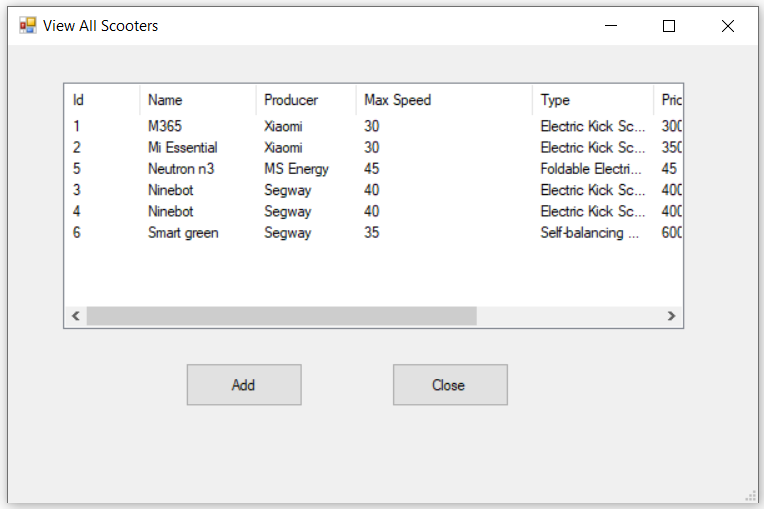 View All Scooters
Id Name Producer Max Speed Type Pric
1 M365 Xiaomi 30 Electric Kick Sc... 300
2 Mi Essential Xiaomi 30 Electric Kick Sc... 350
5 Neutron n3 MS Energy 45 Foldable Electri... 45
3 Ninebot Segway 40 Electric Kick Sc... 400
4 Ninebot Segway 40 Electric Kick Sc... 400
6 Smart green Segway 35 Self-balancing ... 600
Add Close